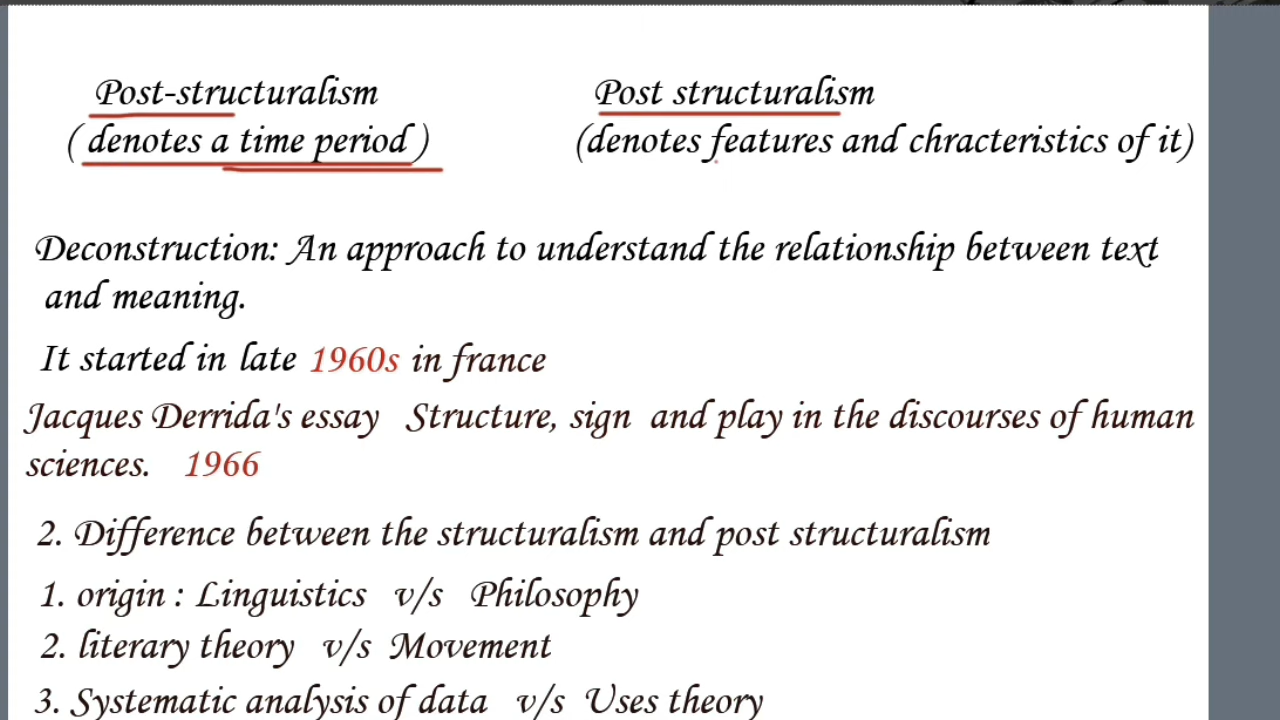 Post-structuralism Post structuralism
( denotes a time period ) (denotes features and chracteristics of it)
Deconstruction: An approach to understand the relationship between text
and meaning.
It started in late 1960s in france
Jacques Derrida's essay Structure, sign and play in the discourses of human
sciences. 1966
2. Difference between the structuralism and post structuralism
1. origin : Linguistics v/s Philosophy
2. literary theory v/s Movement
3. Systematic analysis of data v/s Uses theory